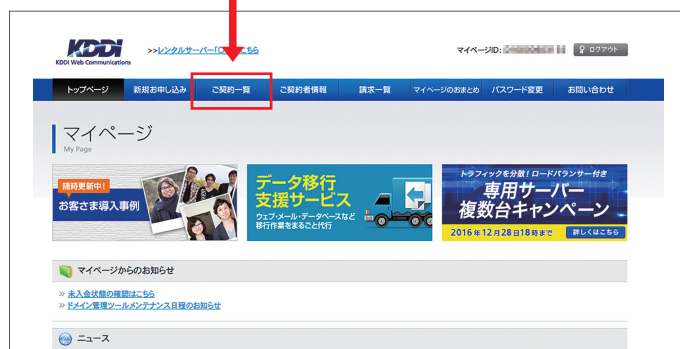 KDDI
KDDI Web Communications
>>レンタルサーバー「C
こちら
マイページID:
ログアウト
トップページ
新規お申し込み
ご契約一覧
ご契約者情報
請求一覧
マイページのおまとめ
パスワード変更
お問い合わせ
マイページ
My Page
随時更新中!
お客さま導入事例
データ移行
支援サービス
ウェブ・メール・データベースなど
移行作業をまるごと代行
トラフィックを分散!ロードバランサー付き
専用サーバー
複数台キャンペーン
2016年12月28日18時まで
詳しくはこちら
マイページからのお知らせ
>> 未入金状態の確認はこちら
>> ドメイン管理ツールメンテナンス日程のお知らせ
ニュース